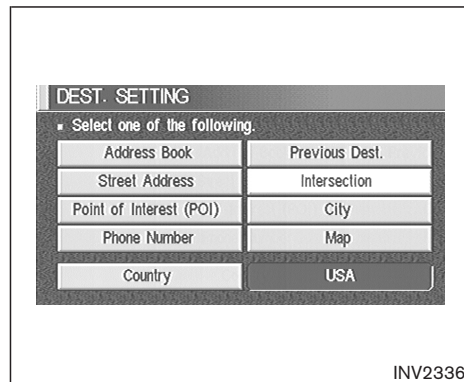 DEST. SETTING
▪ Select one of the following.
Address Book Previous Dest.
Street Address Intersection
Point of Interest (POI) City
Phone Number Map
Country USA
INV2336